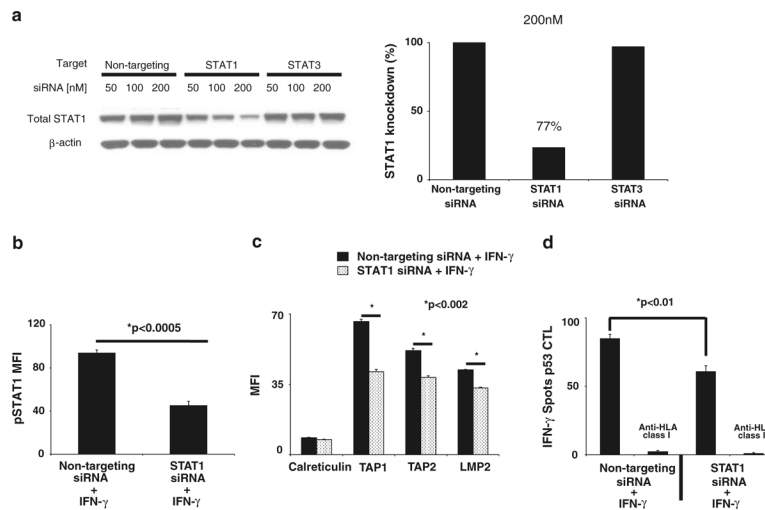 a
Target
Non-targeting STAT1 STAT3
siRNA [nM] 50 100 200 50 100 200 50 100 200
Total STAT1
β-actin
200nM
STAT1 knockdown (%)
100
50
0
77%
Non-targeting siRNA
STAT1 siRNA
STAT3 siRNA
b
*p<0.0005
pSTAT1 MFI
120
80
40
0
Non-targeting
siRNA
+
IFN-γ
STAT1
siRNA
+
IFN-γ
c
Non-targeting siRNA + IFN-γ
STAT1 siRNA + IFN-γ
*p<0.002
MFI
70
35
0
*
*
*
Calreticulin TAP1 TAP2 LMP2
d
*p<0.01
IFN-γ Spots p53 CTL
100
50
0
Anti-HLA
class I
Anti-HL
class I
Non-targeting
siRNA
+
IFN-γ
STAT1
siRNA
+
IFN-γ